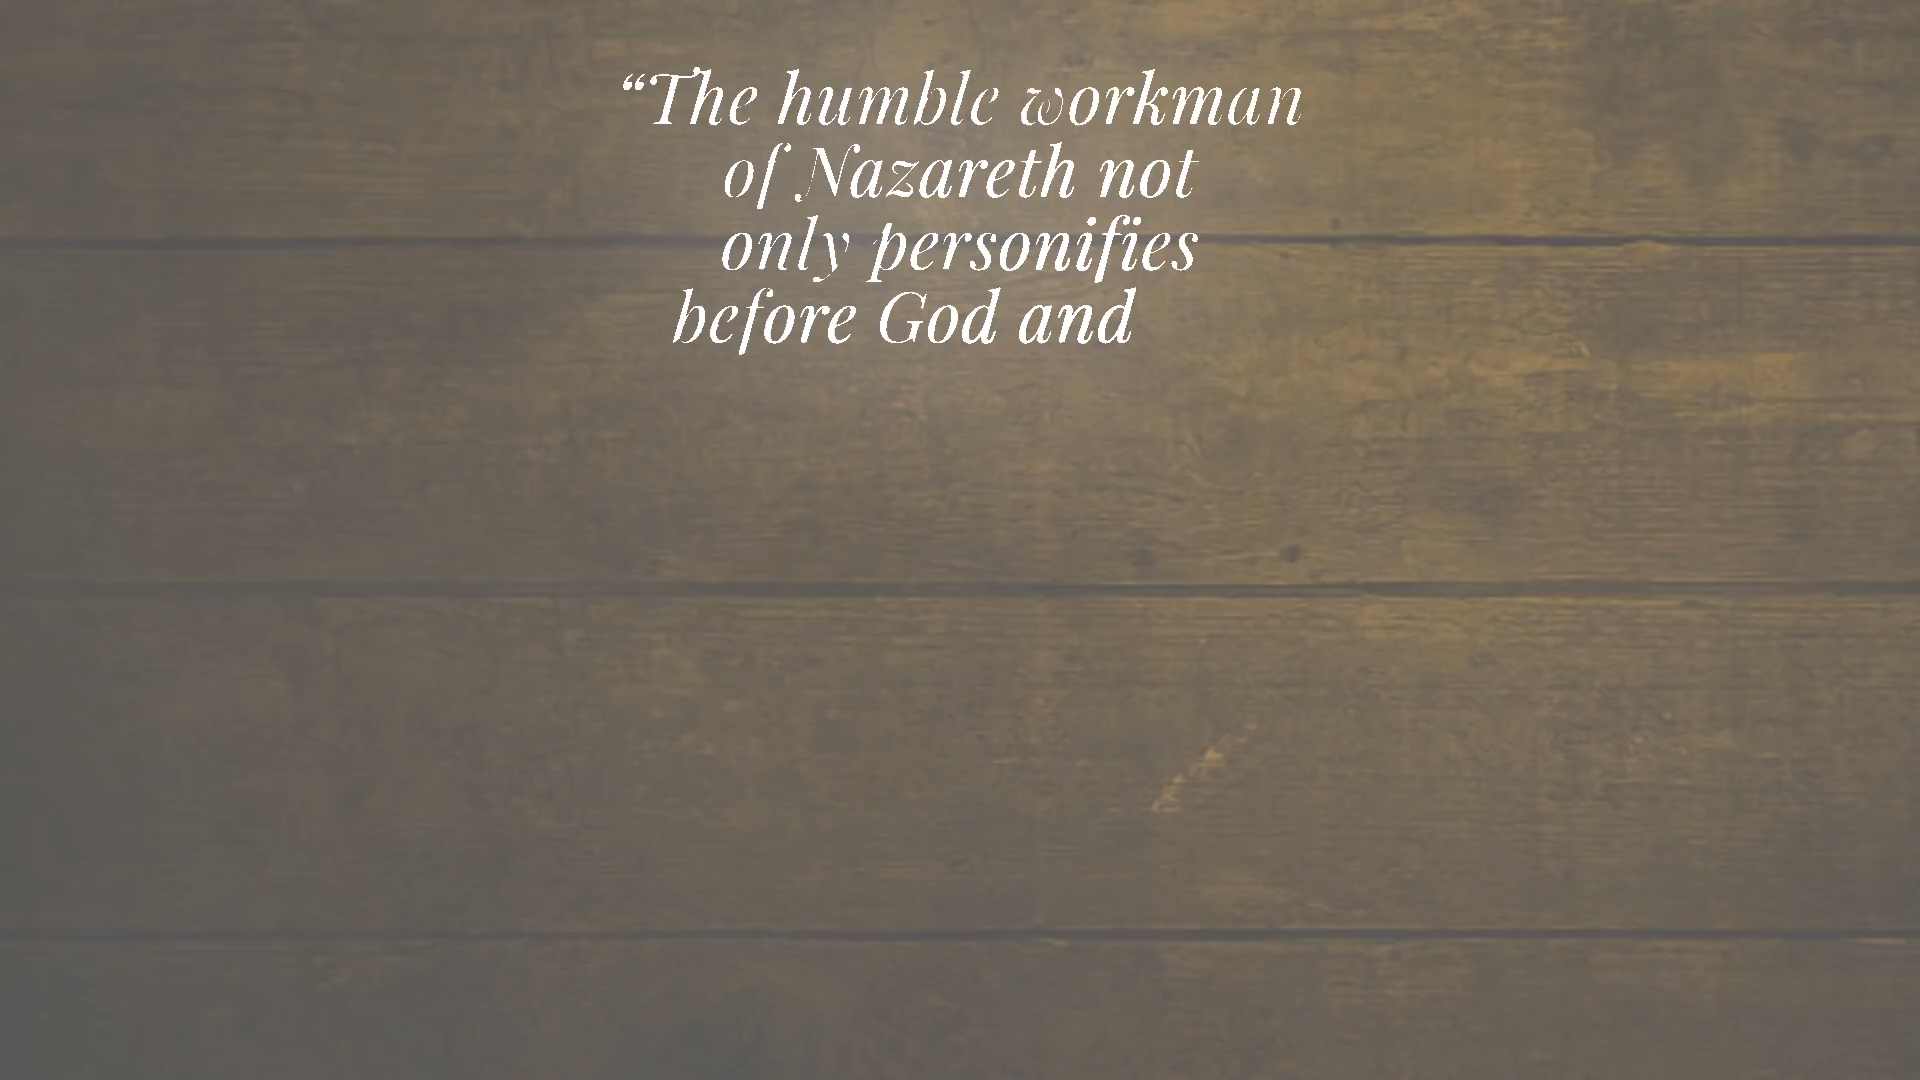 “The humble workman
of Nazareth not
only personifies
before God and